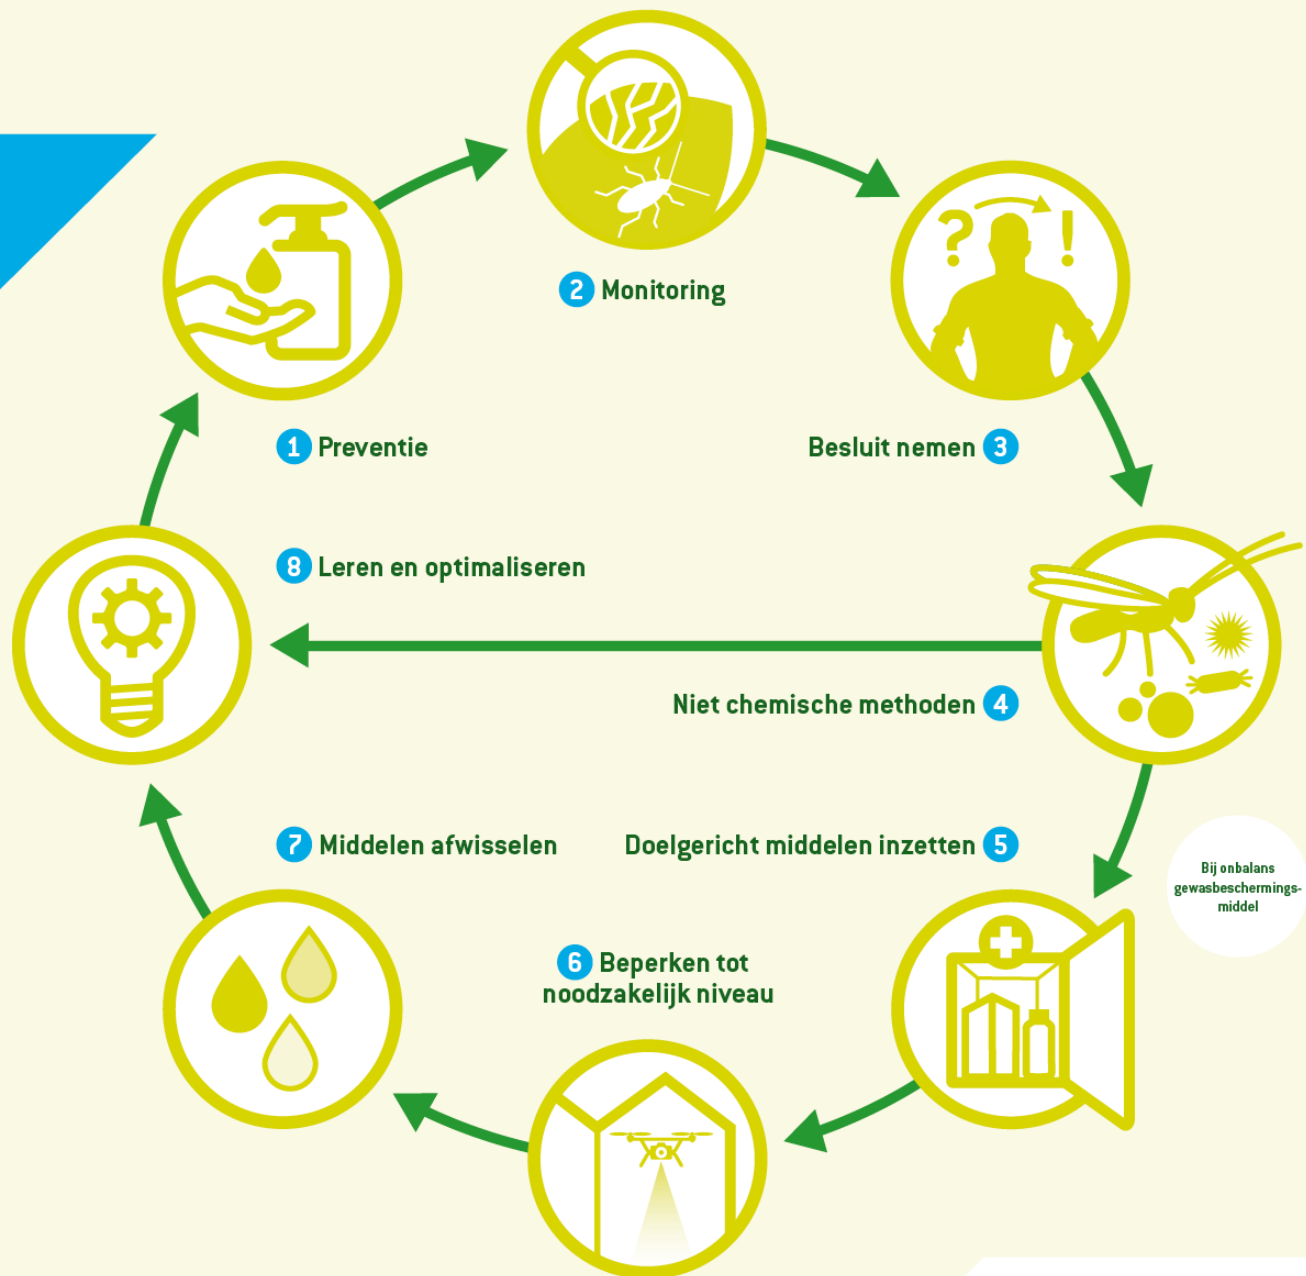 2 Monitoring
1 Preventie
Besluit nemen 3
8 Leren en optimaliseren
Niet chemische methoden 4
7 Middelen afwisselen
Doelgericht middelen inzetten 5
Bij onbalans
gewasbeschermings-
middel
6 Beperken tot
noodzakelijk niveau
? !